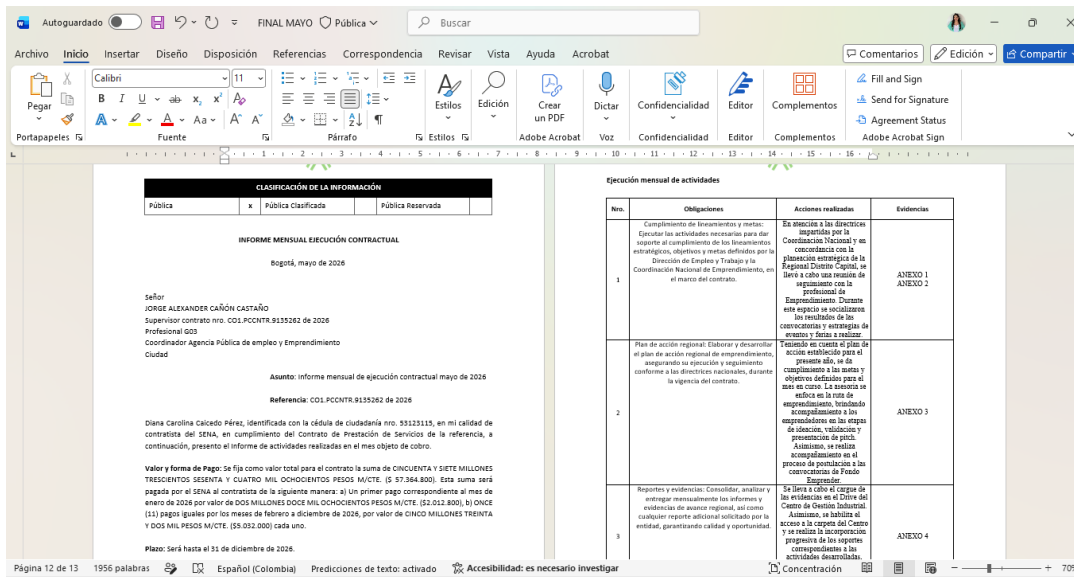 Autoguardado
FINAL MAYO
Pública
Buscar
Archivo Inicio Insertar Diseño Disposición Referencias Correspondencia Revisar Vista Ayuda Acrobat
Comentarios
Edición
Compartir
Pegar
Calibri
11
Estilos
Edición
Crear un PDF
Dictar
Confidencialidad
Editor
Complementos
Fill and Sign
Send for Signature
Agreement Status
Portapapeles
Fuente
Párrafo
Estilos
Adobe Acrobat
Voz
Confidencialidad
Editor
Complementos
Adobe Acrobat Sign
1 2 3 4 5 6 7 8 9 10 11 12 13 14 15 16
CLASIFICACIÓN DE LA INFORMACIÓN
Pública x Pública Clasificada Pública Reservada
INFORME MENSUAL EJECUCIÓN CONTRACTUAL
Bogotá, mayo de 2026
Señor
JORGE ALEXANDER CAÑÓN CASTAÑO
Supervisor contrato nro. CO1.PCCNTR.9135262 de 2026
Profesional G03
Coordinador Agencia Pública de empleo y Emprendimiento
Ciudad
Asunto: Informe mensual de ejecución contractual mayo de 2026
Referencia: CO1.PCCNTR.9135262 de 2026
Diana Carolina Caicedo Pérez, identificada con la cédula de ciudadanía nro. 53123115, en mi calidad de
contratista del SENA, en cumplimiento del Contrato de Prestación de Servicios de la referencia, a
continuación, presento el Informe de actividades realizadas en el mes objeto de cobro.
Valor y forma de Pago: Se fija como valor total para el contrato la suma de CINCUENTA Y SIETE MILLONES
TRESCIENTOS SESENTA Y CUATRO MIL OCHOCIENTOS PESOS M/CTE. ($ 57.364.800). Esta suma será
pagada por el SENA al contratista de la siguiente manera: a) Un primer pago correspondiente al mes de
enero de 2026 por valor de DOS MILLONES DOCE MIL OCHOCIENTOS PESOS M/CTE. ($2.012.800), b) ONCE
(11) pagos iguales por los meses de febrero a diciembre de 2026, por valor de CINCO MILLONES TREINTA
Y DOS MIL PESOS M/CTE. ($5.032.000) cada uno.
Plazo: Será hasta el 31 de diciembre de 2026.
Ejecución mensual de actividades
Nro. Obligaciones Acciones realizadas Evidencias
1
Cumplimiento de lineamientos y metas:
Ejecutar las actividades necesarias para dar
soporte al cumplimiento de los lineamientos
estratégicos, objetivos y metas definidos por la
Dirección de Empleo y Trabajo y la
Coordinación Nacional de Emprendimiento, en
el marco del contrato.
En atención a las directrices
impartidas por la
Coordinación Nacional y en
concordancia con la
planeación estratégica de la
Regional Distrito Capital, se
llevó a cabo una reunión de
seguimiento con la
profesional de
Emprendimiento. Durante
este espacio se socializaron
los resultados de las
convocatorias y estrategias de
eventos y ferias a realizar.
ANEXO 1
ANEXO 2
2
Plan de acción regional: Elaborar y desarrollar
el plan de acción regional de emprendimiento,
asegurando su ejecución y seguimiento
conforme a las directrices nacionales, durante
la vigencia del contrato.
Teniendo en cuenta el plan de
acción establecido para el
presente año, se da
cumplimiento a las metas y
objetivos definidos para el
mes en curso. La asesoría se
enfoca en la ruta de
emprendimiento, brindando
acompañamiento a los
emprendedores en las etapas
de ideación, validación y
presentación de pitch.
Asimismo, se realiza
acompañamiento en el
proceso de postulación a las
convocatorias de Fondo
Emprender.
ANEXO 3
3
Reportes y evidencias: Consolidar, analizar y
entregar mensualmente los informes y
evidencias de avance regional, así como
cualquier reporte adicional solicitado por la
entidad, garantizando calidad y oportunidad.
Se lleva a cabo el cargue de
las evidencias en el Drive del
Centro de Gestión Industrial.
Asimismo, se habilita el
acceso a la carpeta del Centro
y se realiza la incorporación
progresiva de los soportes
correspondientes a las
actividades desarrolladas.
ANEXO 4
Página 12 de 13 1956 palabras Español (Colombia) Predicciones de texto: activado Accesibilidad: es necesario investigar Concentración 70%